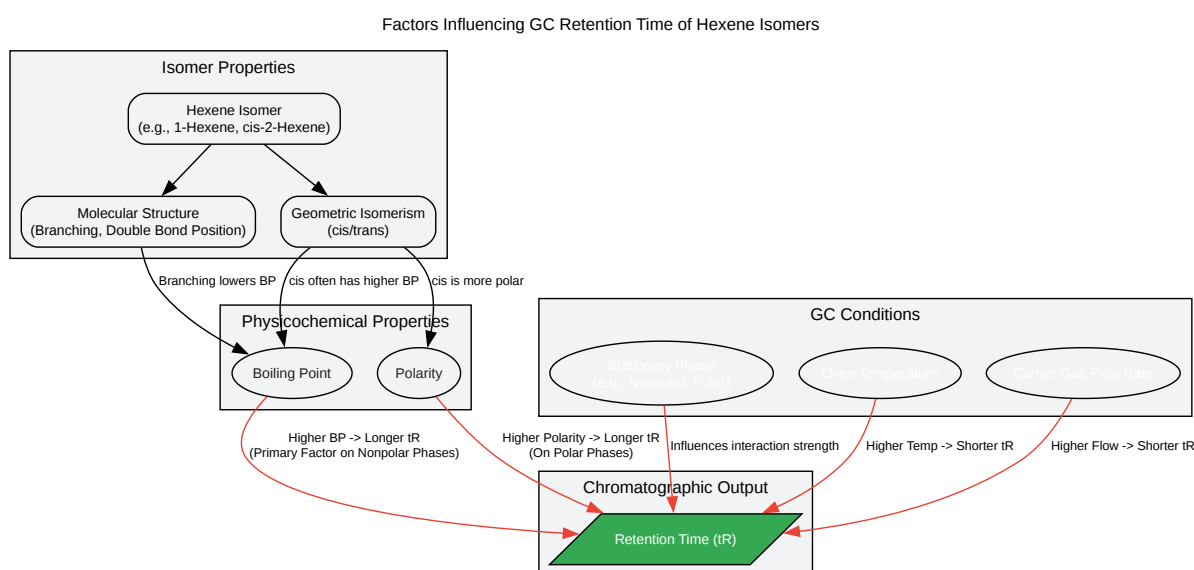 Factors Influencing GC Retention Time of Hexene Isomers
Isomer Properties
Hexene Isomer
(e.g., 1-Hexene, cis-2-Hexene)
Molecular Structure
(Branching, Double Bond Position)
Geometric Isomerism
(cis/trans)
Branching lowers BP
cis often has higher BP
cis is more polar
Physicochemical Properties
Boiling Point
Polarity
GC Conditions
Stationary Phase
(e.g., Nonpolar, Polar)
Oven Temperature
Carrier Gas Flow Rate
Higher BP -> Longer tR
(Primary Factor on Nonpolar Phases)
Higher Polarity -> Longer tR
(On Polar Phases)
Influences interaction strength
Higher Temp -> Shorter tR
Higher Flow -> Shorter tR
Chromatographic Output
Retention Time (tR)